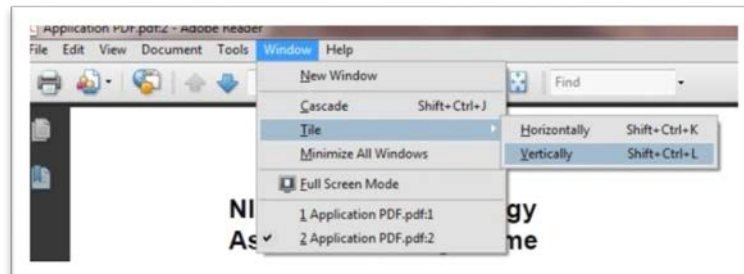 Application PDF.pdf:2 - Adobe Reader
File Edit View Document Tools Window Help
New Window
Find
Cascade Shift+Ctrl+J
Tile
Horizontally Shift+Ctrl+K
Minimize All Windows
Vertically Shift+Ctrl+L
Full Screen Mode
NI gy
1 Application PDF.pdf:1
As me
2 Application PDF.pdf:2